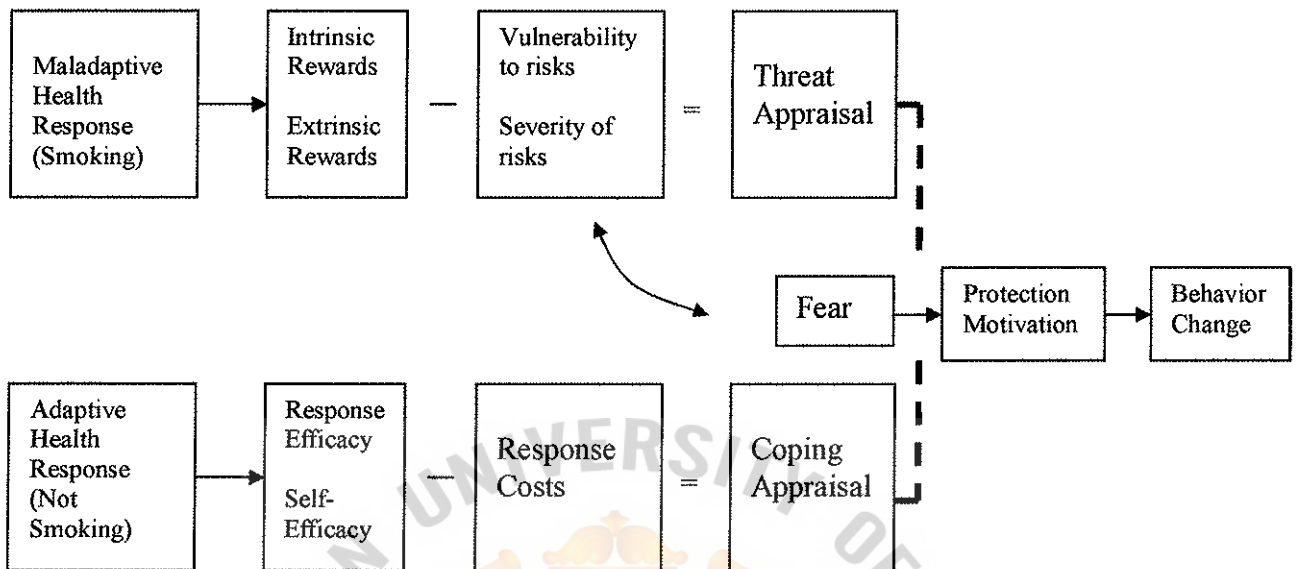 Maladaptive
Health
Response
(Smoking)
Intrinsic
Rewards
Extrinsic
Rewards
—
Vulnerability
to risks
Severity of
risks
=
Threat
Appraisal
Fear
Protection
Motivation
Behavior
Change
Adaptive
Health
Response
(Not
Smoking)
Response
Efficacy
Self-
Efficacy
—
Response
Costs
=
Coping
Appraisal
UNIVERSITY